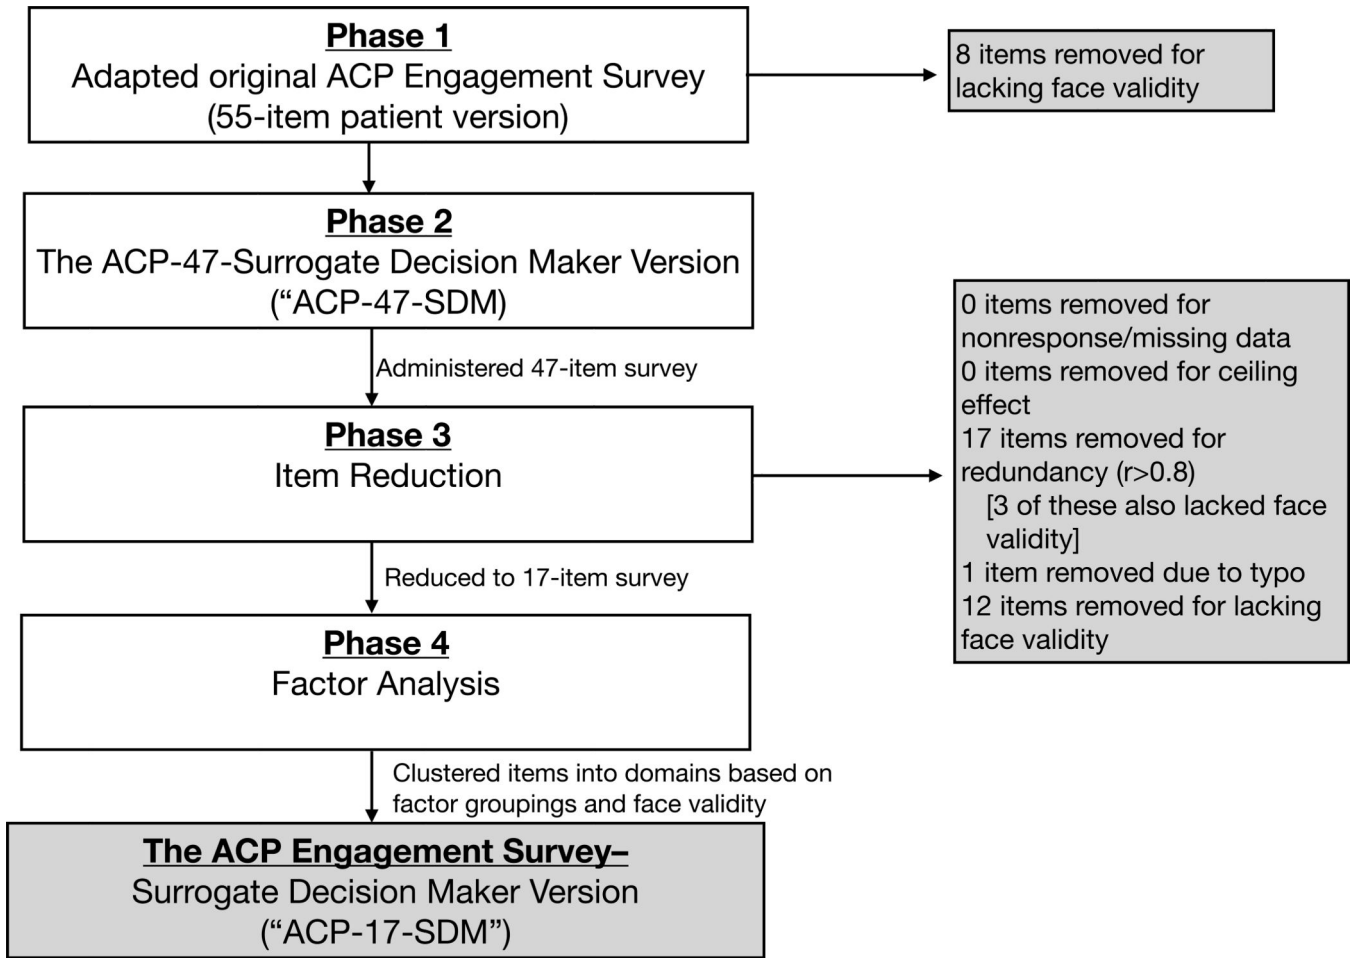 Phase 1
Adapted original ACP Engagement Survey
(55-item patient version)
8 items removed for
lacking face validity
Phase 2
The ACP-47-Surrogate Decision Maker Version
(“ACP-47-SDM)
Administered 47-item survey
Phase 3
Item Reduction
0 items removed for
nonresponse/missing data
0 items removed for ceiling
effect
17 items removed for
redundancy (r>0.8)
[3 of these also lacked face
validity]
1 item removed due to typo
12 items removed for lacking
face validity
Reduced to 17-item survey
Phase 4
Factor Analysis
Clustered items into domains based on
factor groupings and face validity
The ACP Engagement Survey–
Surrogate Decision Maker Version
(“ACP-17-SDM”)